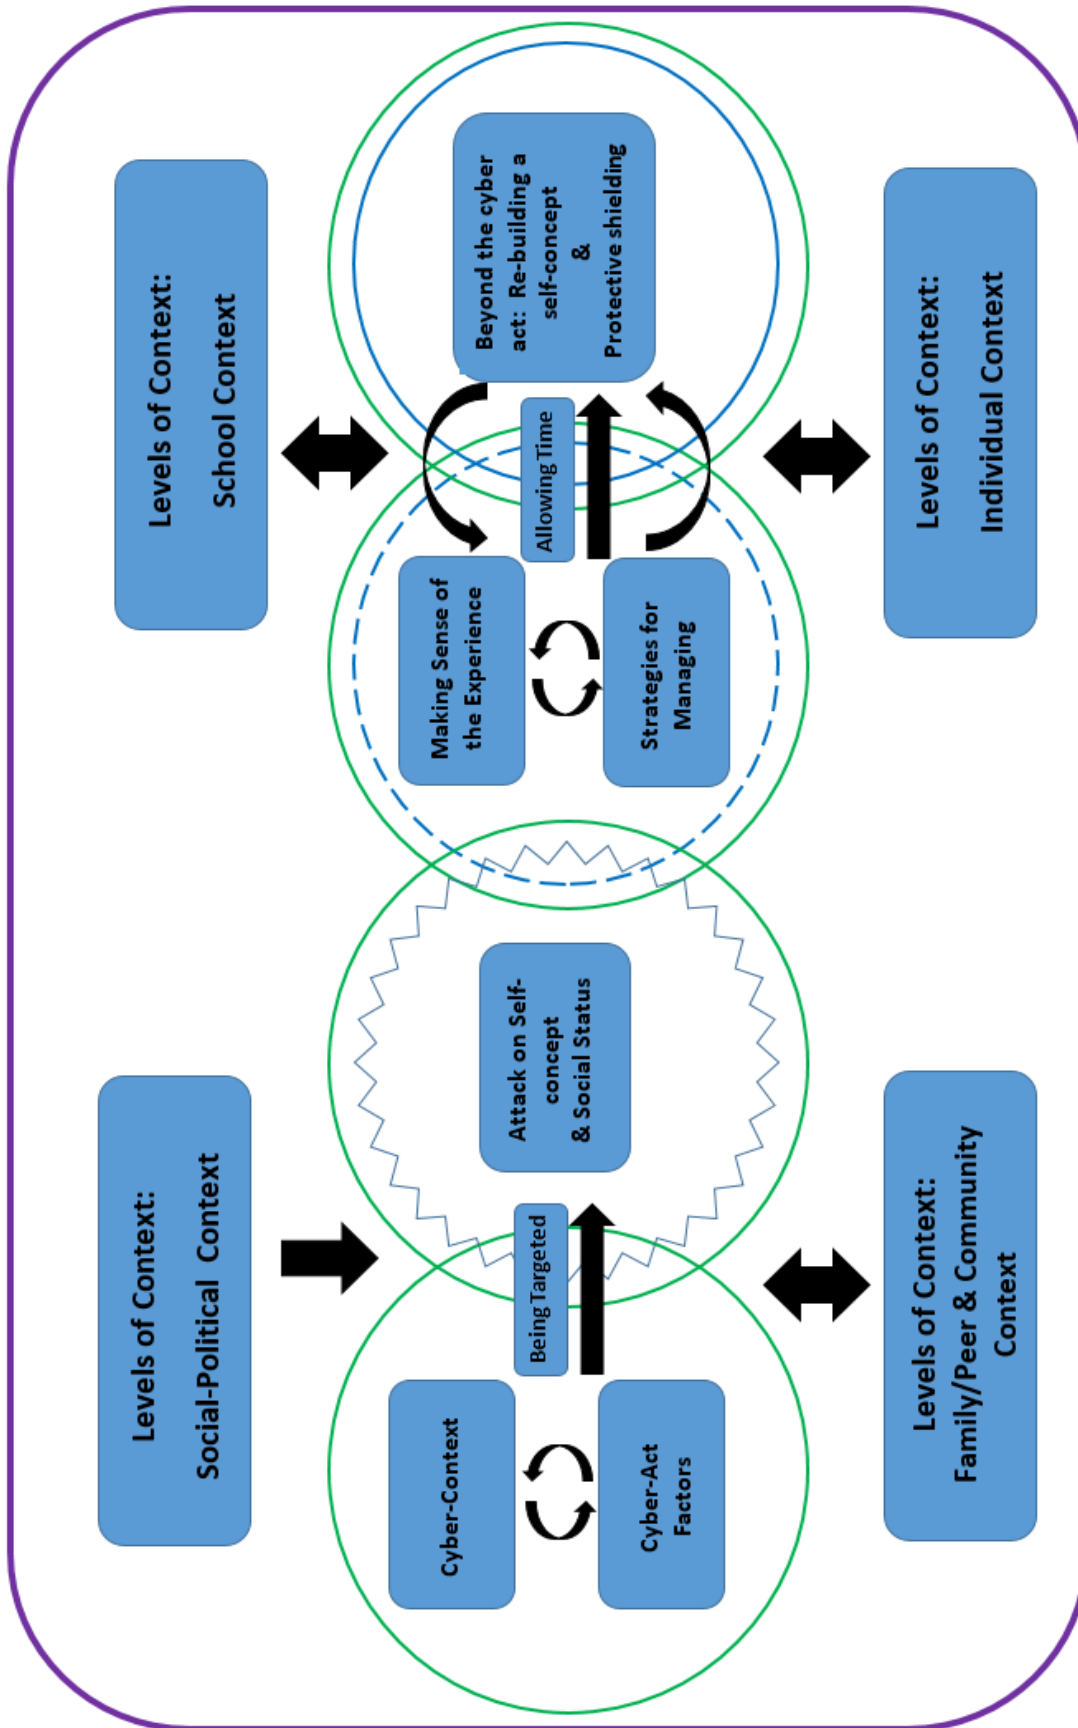 Levels of Context:
Social-Political Context
Levels of Context:
School Context
Cyber-Context
Cyber-Act
Factors
Being Targeted
Attack on Self-
concept
& Social Status
Making Sense of
the Experience
Strategies for
Managing
Allowing Time
Beyond the cyber
act: Re-building a
self-concept
&
Protective shielding
Levels of Context:
Family/Peer & Community
Context
Levels of Context:
Individual Context